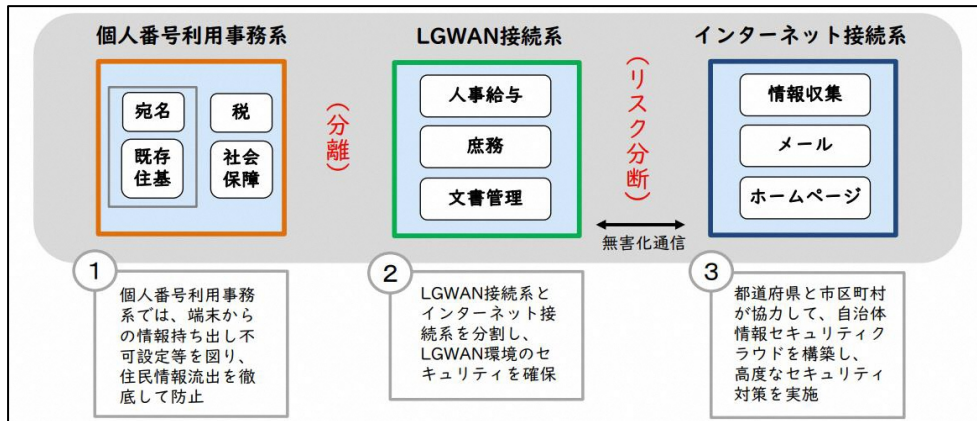 個人番号利用事務系
LGWAN接続系
インターネット接続系
宛名
税
既存
住基
社会
保障
(分離)
人事給与
庶務
文書管理
(リスク分断)
無害化通信
情報収集
メール
ホームページ
1
個人番号利用事務
系では、端末から
の情報持ち出し不
可設定等を図り、
住民情報流出を徹
底して防止
2
LGWAN接続系と
インターネット接
続系を分割し、
LGWAN環境のセ
キュリティを確保
3
都道府県と市区町村
が協力して、自治体
情報セキュリティク
ラウドを構築し、
高度なセキュリティ
対策を実施